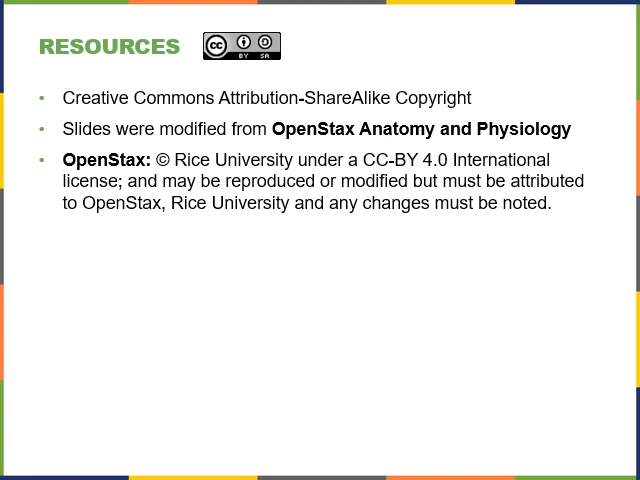 RESOURCES
cc BY SA
Creative Commons Attribution-ShareAlike Copyright
Slides were modified from OpenStax Anatomy and Physiology
OpenStax: © Rice University under a CC-BY 4.0 International
license; and may be reproduced or modified but must be attributed
to OpenStax, Rice University and any changes must be noted.